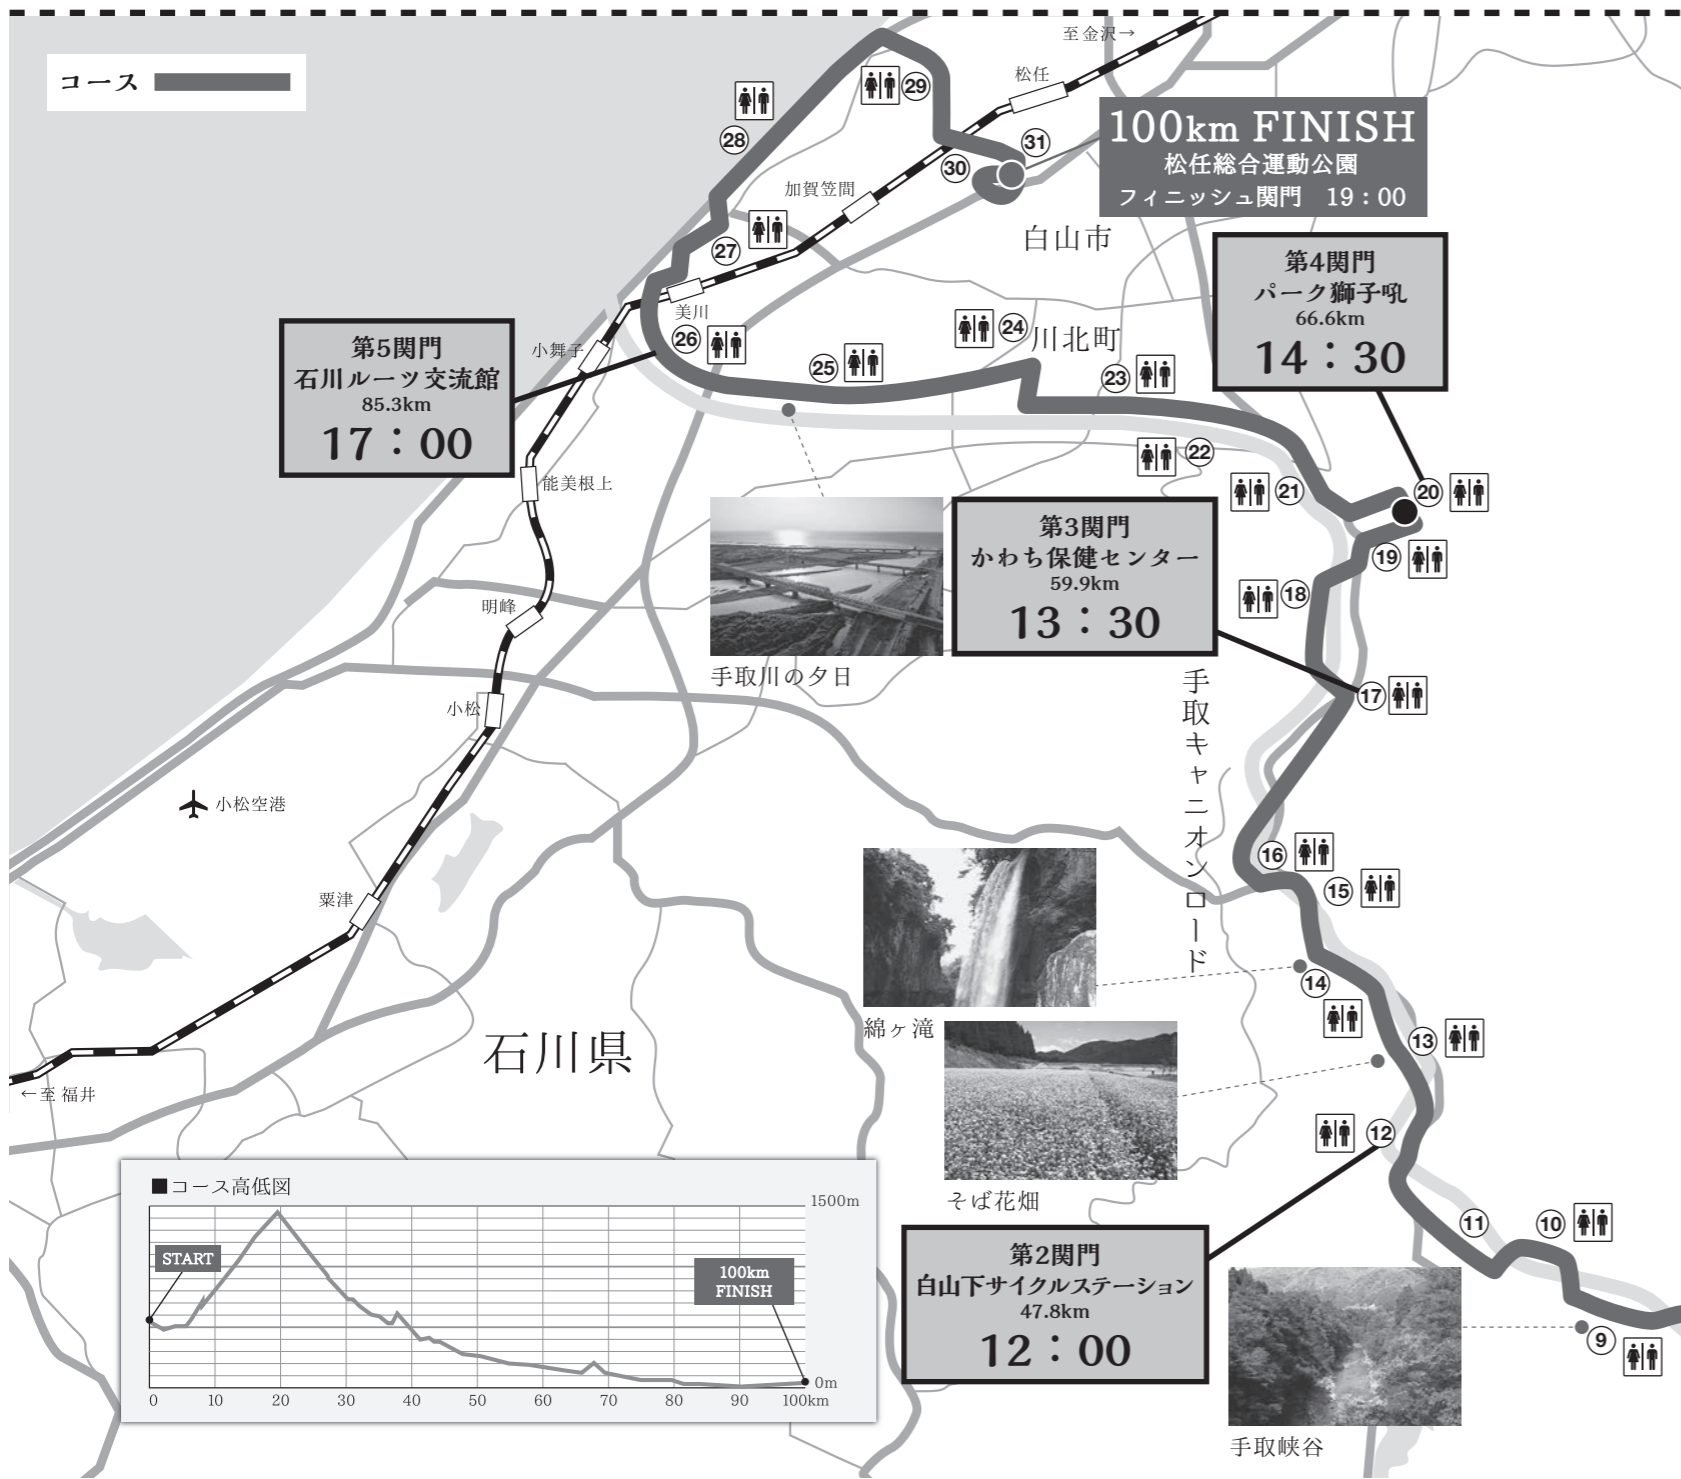 コース
至金沢→
松任
100km FINISH
松任総合運動公園
フィニッシュ関門　19：00
28
29
31
30
加賀笠間
27
白山市
美川
26
小舞子
第5関門
石川ルーツ交流館
85.3km
17：00
25
24
川北町
23
第4関門
パーク獅子吼
66.6km
14：30
22
21
20
19
18
能美根上
手取川の夕日
第3関門
かわち保健センター
59.9km
13：30
17
明峰
小松
小松空港
粟津
←至 福井
手取キャニオンロード
16
15
14
13
12
11
10
9
綿ヶ滝
そば花畑
石川県
第2関門
白山下サイクルステーション
47.8km
12：00
手取峡谷
■コース高低図
1500m
START
100km
FINISH
0m
0 10 20 30 40 50 60 70 80 90 100km